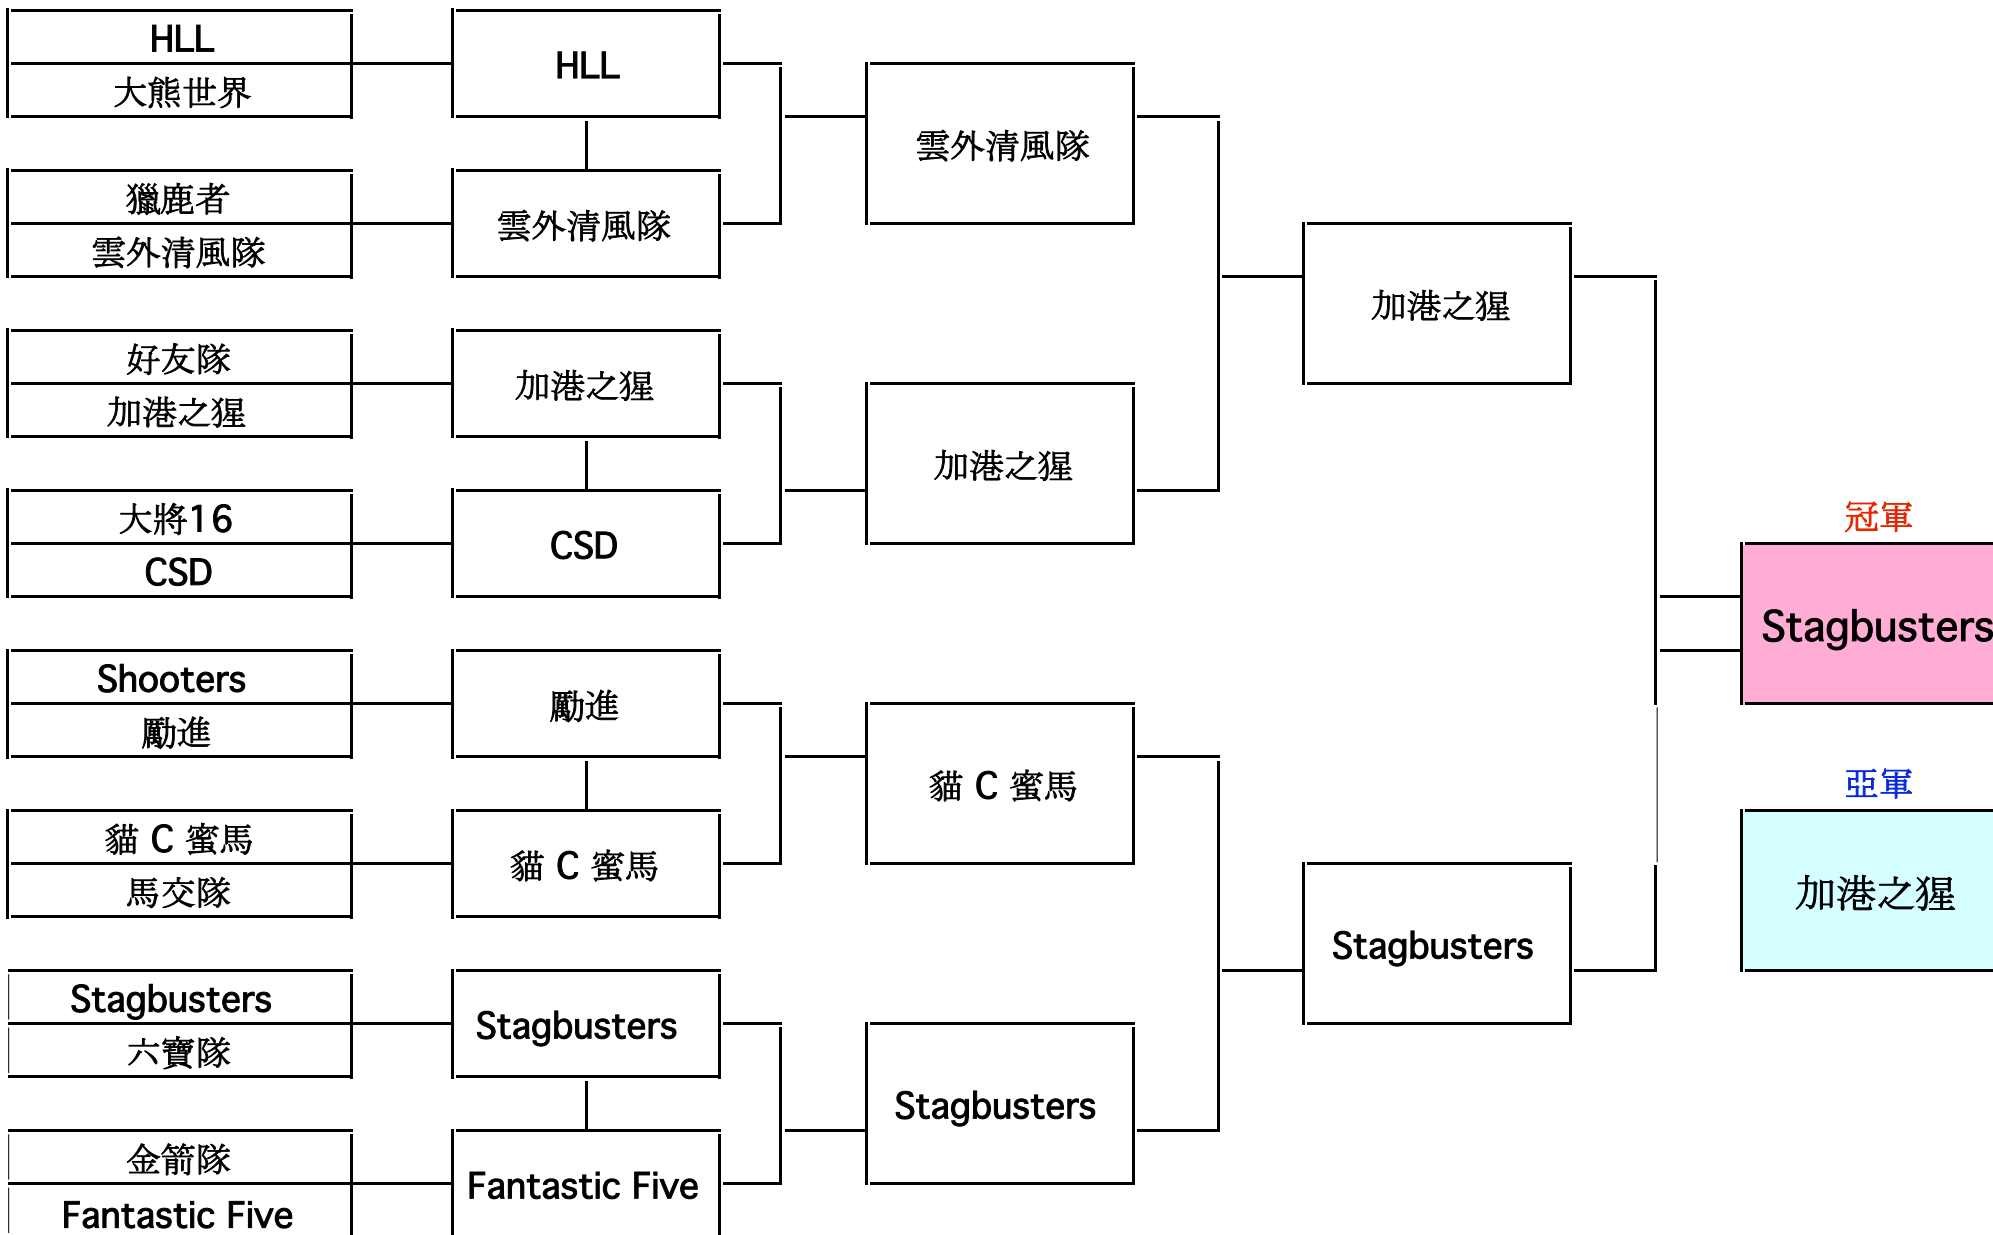 HLL
大熊世界
獵鹿者
雲外清風隊
好友隊
加港之猩
大將16
CSD
Shooters
勵進
貓 C 蜜馬
馬交隊
Stagbusters
六寶隊
金箭隊
Fantastic Five
HLL
雲外清風隊
加港之猩
CSD
勵進
貓 C 蜜馬
Stagbusters
Fantastic Five
雲外清風隊
加港之猩
貓 C 蜜馬
Stagbusters
加港之猩
Stagbusters
冠軍
Stagbusters
亞軍
加港之猩